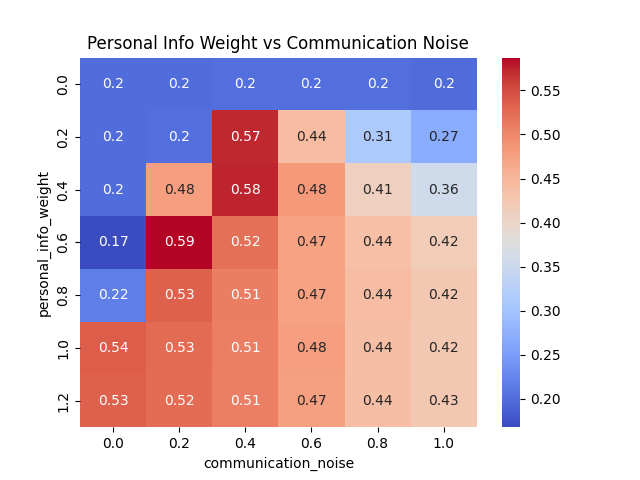 Personal Info Weight vs Communication Noise
0.0 0.2 0.2 0.2 0.2 0.2 0.2
0.2 0.2 0.2 0.57 0.44 0.31 0.27
0.4 0.2 0.48 0.58 0.48 0.41 0.36
0.6 0.17 0.59 0.52 0.47 0.44 0.42
0.8 0.22 0.53 0.51 0.47 0.44 0.42
1.0 0.54 0.53 0.51 0.48 0.44 0.42
1.2 0.53 0.52 0.51 0.47 0.44 0.43
personal_info_weight
0.0 0.2 0.4 0.6 0.8 1.0
communication_noise
0.55
0.50
0.45
0.40
0.35
0.30
0.25
0.20